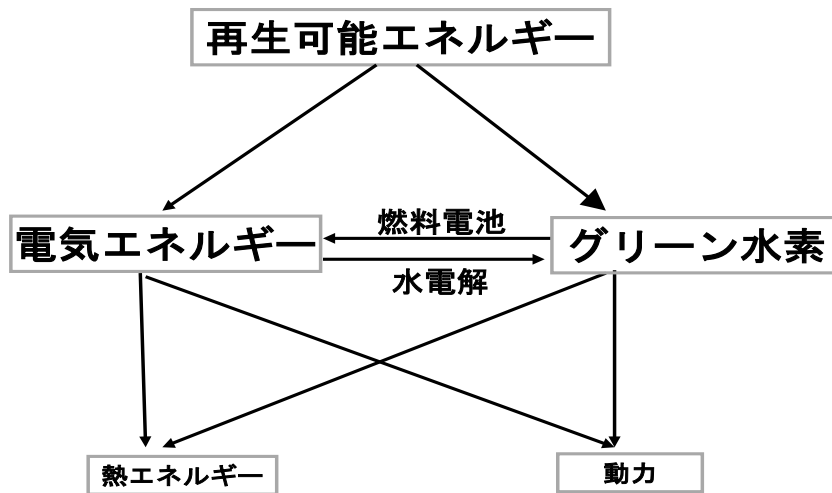 再生可能エネルギー
燃料電池
電気エネルギー
グリーン水素
水電解
熱エネルギー
動力